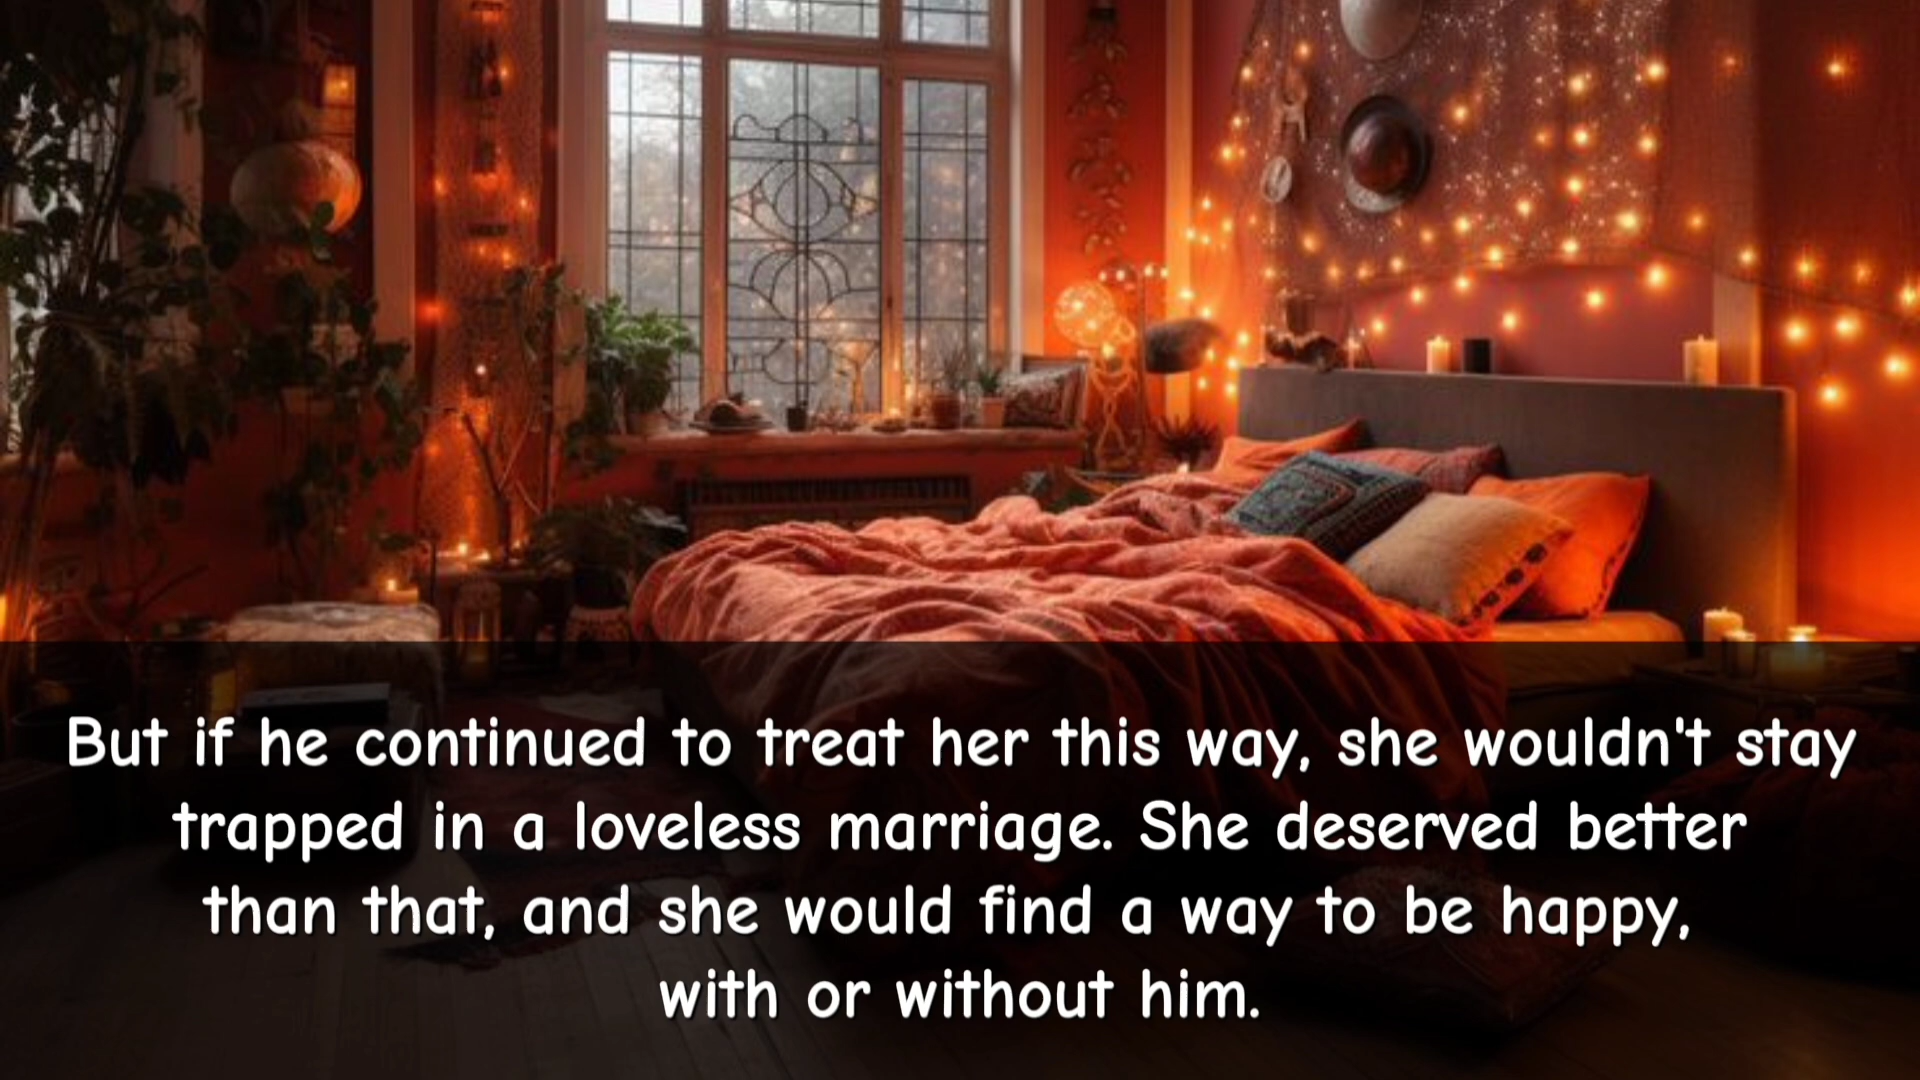 But if he continued to treat her this way, she wouldn't stay
trapped in a loveless marriage. She deserved better
than that, and she would find a way to be happy,
with or without him.